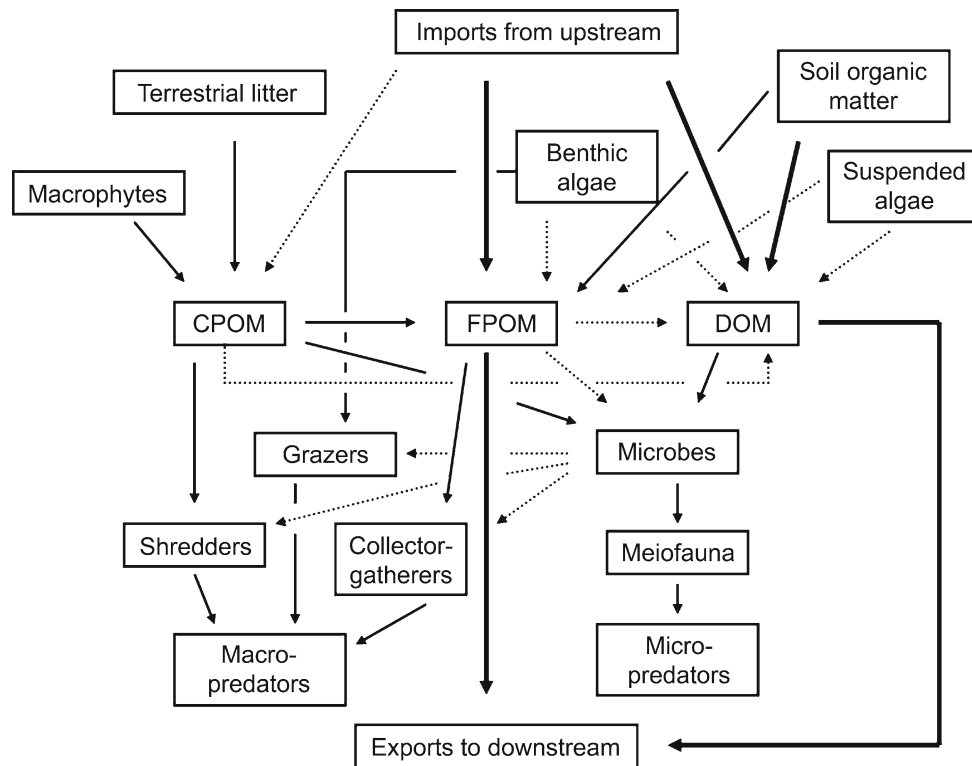 Imports from upstream
Terrestrial litter
Soil organic
matter
Benthic
algae
Macrophytes
Suspended
algae
CPOM
FPOM
DOM
Grazers
Microbes
Shredders
Collector-
gatherers
Meiofauna
Macro-
predators
Micro-
predators
Exports to downstream